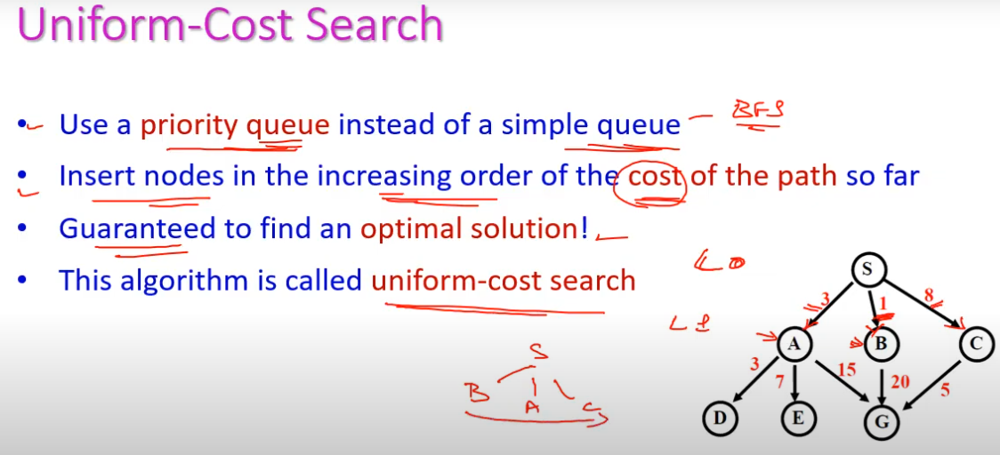 Uniform-Cost Search
• Use a priority queue instead of a simple queue – BFS
• Insert nodes in the increasing order of the cost of the path so far
• Guaranteed to find an optimal solution!
• This algorithm is called uniform-cost search
L0
S
3 1 8
L1
A B C
S
B A C
3 7 15 20 5
D E G